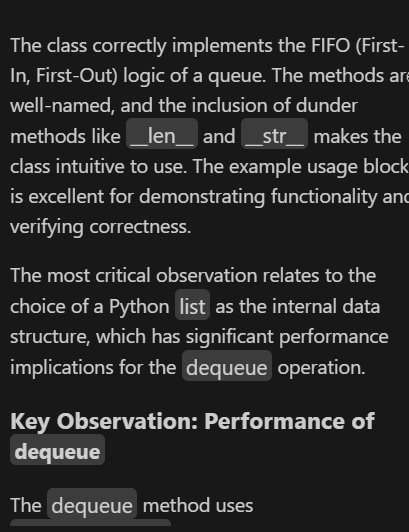 The class correctly implements the FIFO (First-
In, First-Out) logic of a queue. The methods are
well-named, and the inclusion of dunder
methods like __len__ and __str__ makes the
class intuitive to use. The example usage block
is excellent for demonstrating functionality and
verifying correctness.
The most critical observation relates to the
choice of a Python list as the internal data
structure, which has significant performance
implications for the dequeue operation.
Key Observation: Performance of
dequeue
The dequeue method uses